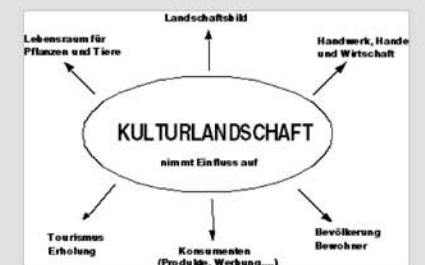 Landschaftsbild
Lebensraum für
Pflanzen und Tiere
Handwerk, Hande
und Wirtschaft
KULTURLANDSCHAFT
nimmt Einfluss auf
Tourismus
Erholung
Konsumenten
(Produkte, Werbung....)
Bevölkerung
Bewohner